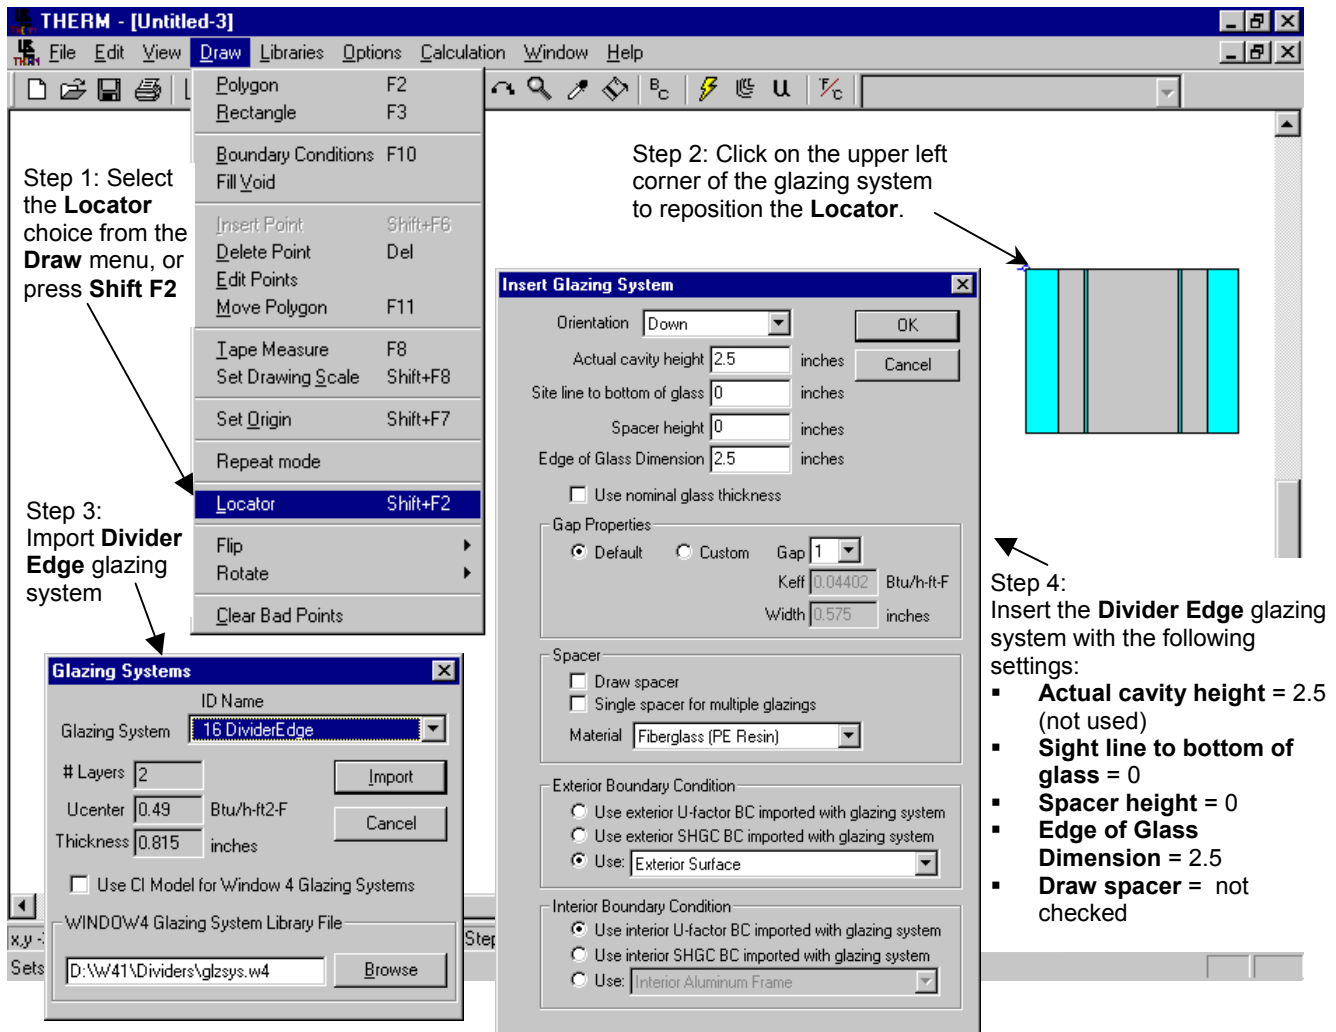 THERM - [Untitled-3]
File Edit View Draw Libraries Options Calculation Window Help
Polygon F2
Rectangle F3
Boundary Conditions F10
Fill Void
Insert Point Shift+F6
Delete Point Del
Edit Points
Move Polygon F11
Tape Measure F8
Set Drawing Scale Shift+F8
Set Origin Shift+F7
Repeat mode
Locator Shift+F2
Flip
Rotate
Clear Bad Points
Step 1: Select
the Locator
choice from the
Draw menu, or
press Shift F2
Step 2: Click on the upper left
corner of the glazing system
to reposition the Locator.
Step 3:
Import Divider
Edge glazing
system
Glazing Systems
ID Name
Glazing System 16 DividerEdge
# Layers 2
Import
Ucenter 0.49 Btu/h-ft2-F
Cancel
Thickness 0.815 inches
Use CI Model for Window 4 Glazing Systems
WINDOW4 Glazing System Library File
D:\W41\Dividers\glzsys.w4 Browse
Insert Glazing System
Orientation Down OK
Actual cavity height 2.5 inches Cancel
Site line to bottom of glass 0 inches
Spacer height 0 inches
Edge of Glass Dimension 2.5 inches
Use nominal glass thickness
Gap Properties
Default Custom Gap 1
Keff 0.04402 Btu/h-ft-F
Width 0.575 inches
Spacer
Draw spacer
Single spacer for multiple glazings
Material Fiberglass (PE Resin)
Exterior Boundary Condition
Use exterior U-factor BC imported with glazing system
Use exterior SHGC BC imported with glazing system
Use: Exterior Surface
Interior Boundary Condition
Use interior U-factor BC imported with glazing system
Use interior SHGC BC imported with glazing system
Use: Interior Aluminum Frame
Step 4:
Insert the Divider Edge glazing
system with the following
settings:
▪ Actual cavity height = 2.5
(not used)
▪ Sight line to bottom of
glass = 0
▪ Spacer height = 0
▪ Edge of Glass
Dimension = 2.5
▪ Draw spacer = not
checked
x,y
Step
Sets